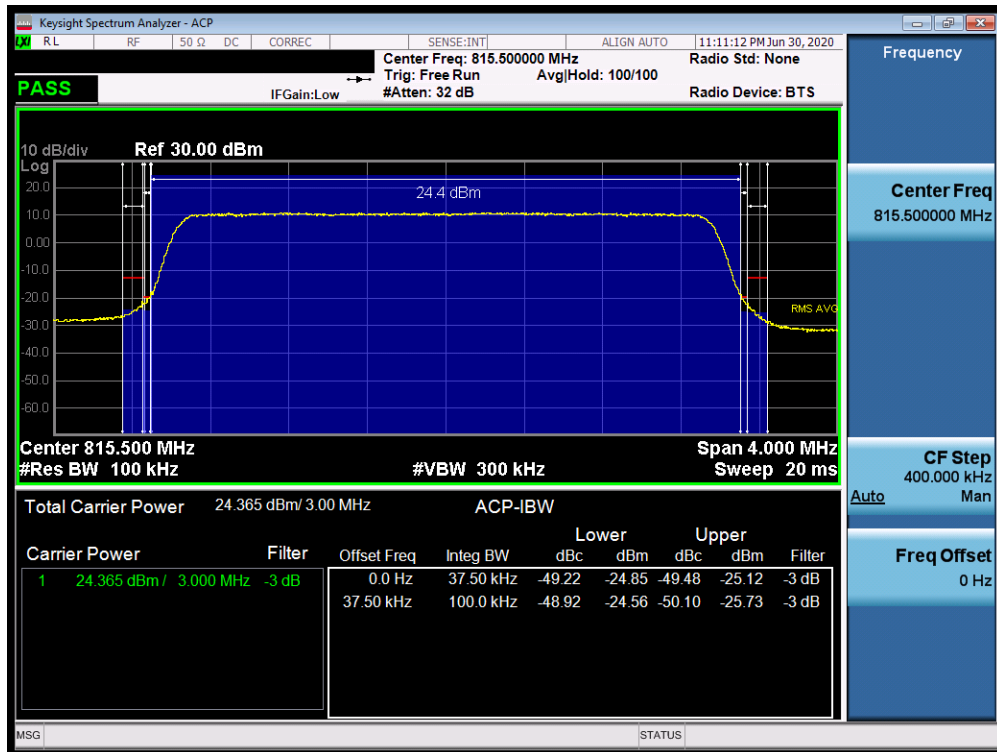 Keysight Spectrum Analyzer - ACP
LXI RL RF 50 Ω DC CORREC SENSE:INT ALIGN AUTO 11:11:12 PM Jun 30, 2020
Center Freq: 815.500000 MHz Radio Std: None
Trig: Free Run Avg|Hold: 100/100
PASS IFGain:Low #Atten: 32 dB Radio Device: BTS
10 dB/div Ref 30.00 dBm
Log
20.0 24.4 dBm
10.0
0.00
-10.0
-20.0
RMS AVG
-30.0
-40.0
-50.0
-60.0
Center 815.500 MHz Span 4.000 MHz
#Res BW 100 kHz #VBW 300 kHz Sweep 20 ms
Total Carrier Power 24.365 dBm/ 3.00 MHz ACP-IBW
Lower Upper
Carrier Power Filter Offset Freq Integ BW dBc dBm dBc dBm Filter
1 24.365 dBm / 3.000 MHz -3 dB 0.0 Hz 37.50 kHz -49.22 -24.85 -49.48 -25.12 -3 dB
37.50 kHz 100.0 kHz -48.92 -24.56 -50.10 -25.73 -3 dB
MSG STATUS
Frequency
Center Freq
815.500000 MHz
CF Step
400.000 kHz
Auto Man
Freq Offset
0 Hz